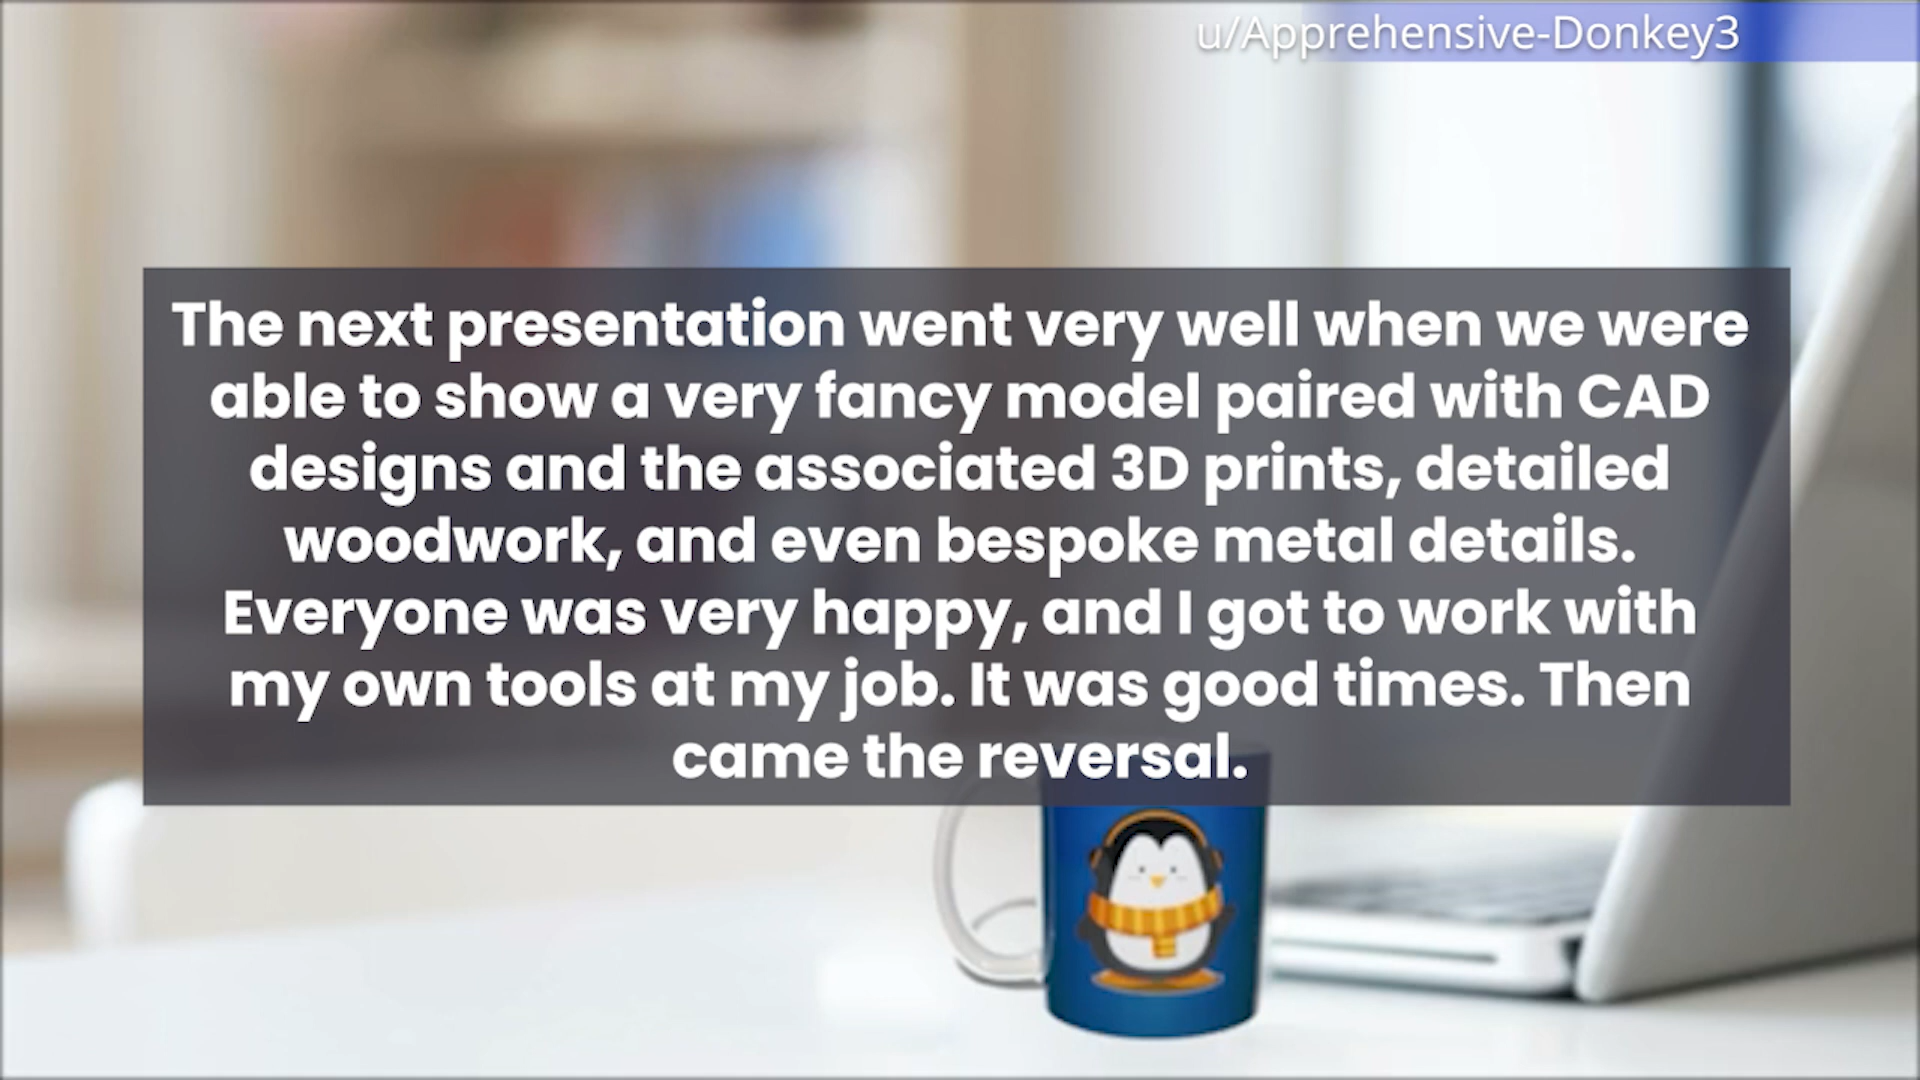 u/Apprehensive-Donkey3
The next presentation went very well when we were
able to show a very fancy model paired with CAD
designs and the associated 3D prints, detailed
woodwork, and even bespoke metal details.
Everyone was very happy, and I got to work with
my own tools at my job. It was good times. Then
came the reversal.